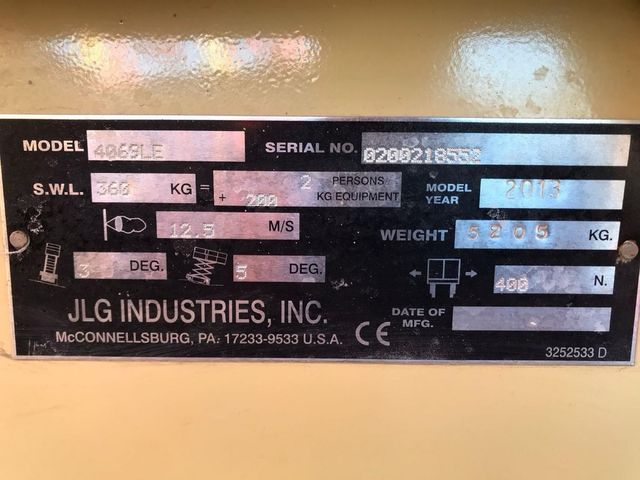 MODEL 4069LE SERIAL NO. 0200218552
S.W.L. 360 KG = 2 PERSONS + 200 KG EQUIPMENT MODEL YEAR 2013
12.5 M/S WEIGHT 5205 KG.
3 DEG. 5 DEG. 400 N.
JLG INDUSTRIES, INC. DATE OF MFG.
McCONNELLSBURG, PA. 17233-9533 U.S.A. CE
3252533 D